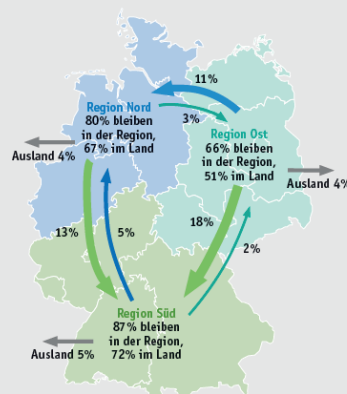 11%
Region Nord
80% bleiben
in der Region,
67% im Land
3%
Region Ost
66% bleiben
in der Region,
51% im Land
Ausland 4%
Ausland 4%
13%
5%
18%
2%
Region Süd
87% bleiben
in der Region,
72% im Land
Ausland 5%